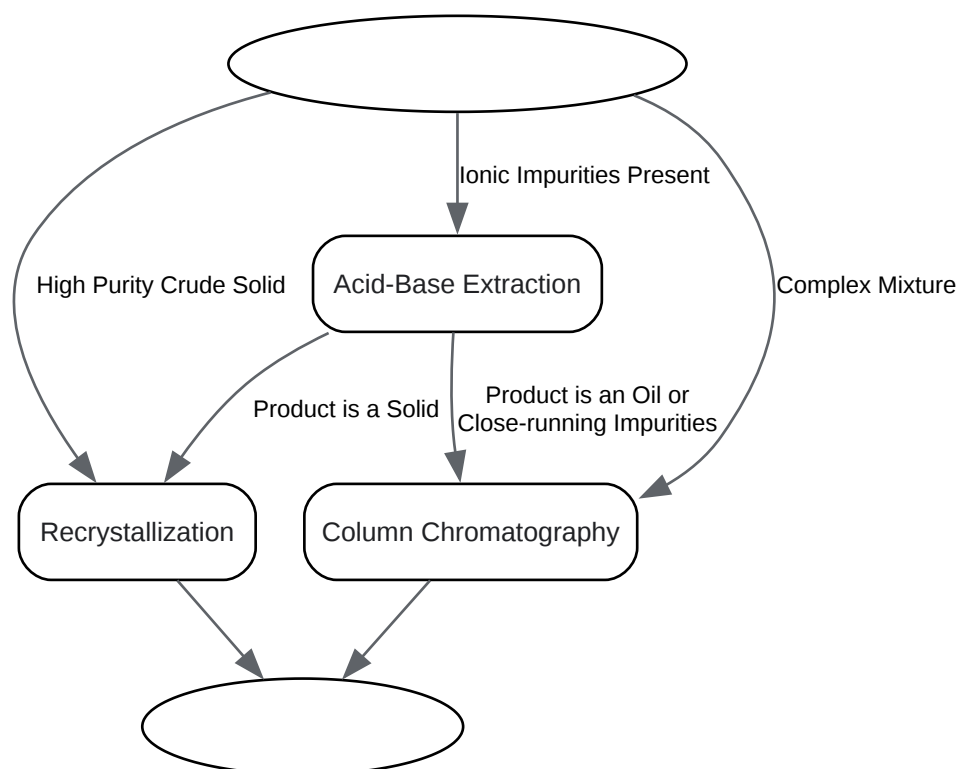 Ionic Impurities Present
High Purity Crude Solid
Acid-Base Extraction
Complex Mixture
Product is a Solid
Product is an Oil or
Close-running Impurities
Recrystallization
Column Chromatography